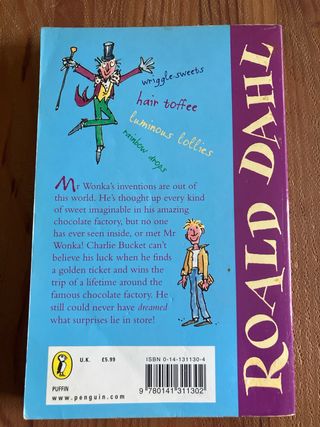 wriggle-sweets
hair toffee
luminous lollies
rainbow drops
Mr Wonka's inventions are out of
this world. He's thought up every kind
of sweet imaginable in his amazing
chocolate factory, but no
one has ever seen inside, or met Mr
Wonka! Charlie Bucket can't
believe his luck when he finds
a golden ticket and wins the
trip of a lifetime around the
famous chocolate factory. He
still could never have dreamed
what surprises lie in store!
ROALD DAHL
PUFFIN
U.K. £5.99
www.penguin.com
ISBN 0-14-131130-4
9 780141 311302